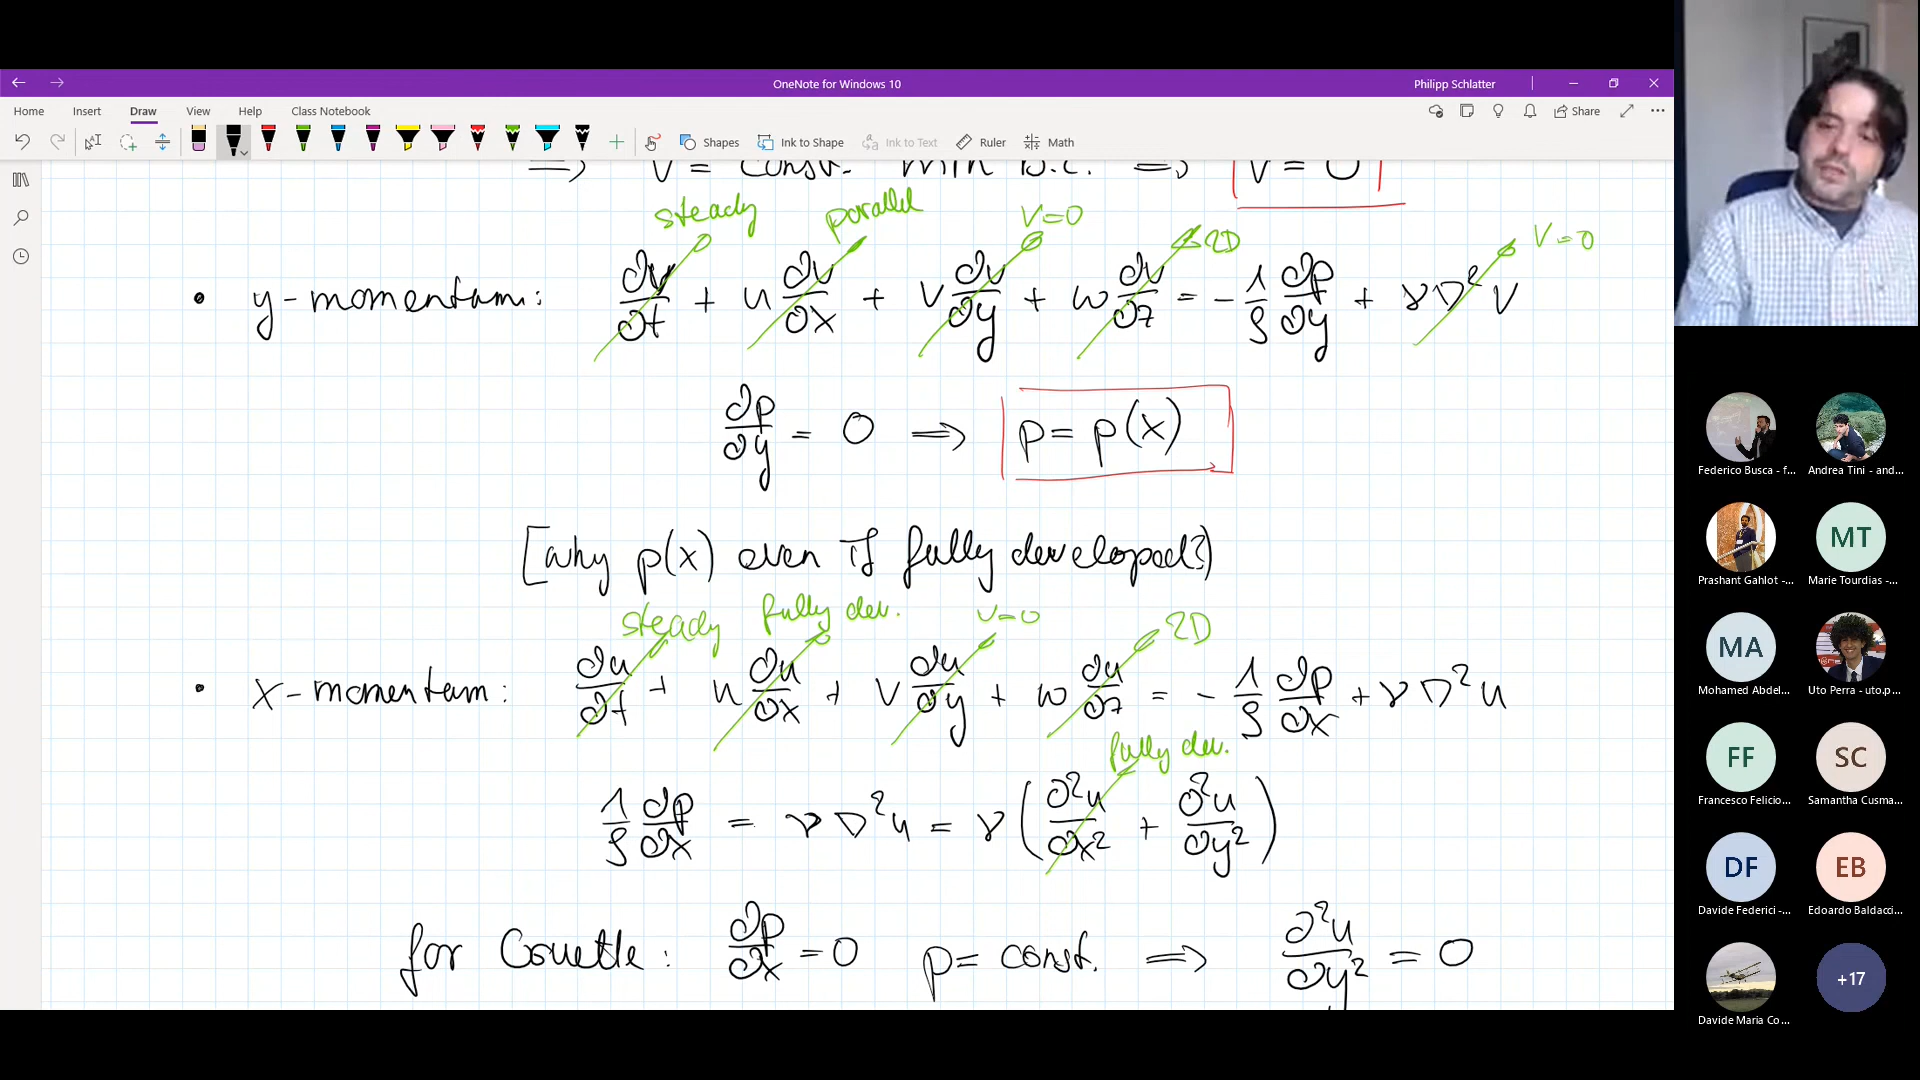 OneNote for Windows 10
Philipp Schlatter
Home Insert Draw View Help Class Notebook
Share
Shapes Ink to Shape Ink to Text Ruler Math
⟹ v = const. with B.C. ⟹ v = 0
steady parallel v=0 2D v=0
• y-momentum: ∂v/∂t + u ∂v/∂x + v ∂v/∂y + w ∂v/∂z = - 1/ρ ∂p/∂y + ν∇²v
∂p/∂y = 0 ⟹ p = p(x)
[why p(x) even if fully developed?]
steady fully dev. v=0 2D
• x-momentum: ∂u/∂t + u ∂u/∂x + v ∂u/∂y + w ∂u/∂z = - 1/ρ ∂p/∂x + ν∇²u
fully dev.
1/ρ ∂p/∂x = ν∇²u = ν(∂²u/∂x² + ∂²u/∂y²)
for Couette: ∂p/∂x = 0 p = const. ⟹ ∂²u/∂y² = 0
Federico Busca - f... Andrea Tini - and...
MT
Prashant Gahlot -... Marie Tourdias -...
MA
Mohamed Abdel... Uto Perra - uto.p...
FF SC
Francesco Felicio... Samantha Cusma...
DF EB
Davide Federici -... Edoardo Baldacci...
+17
Davide Maria Co...